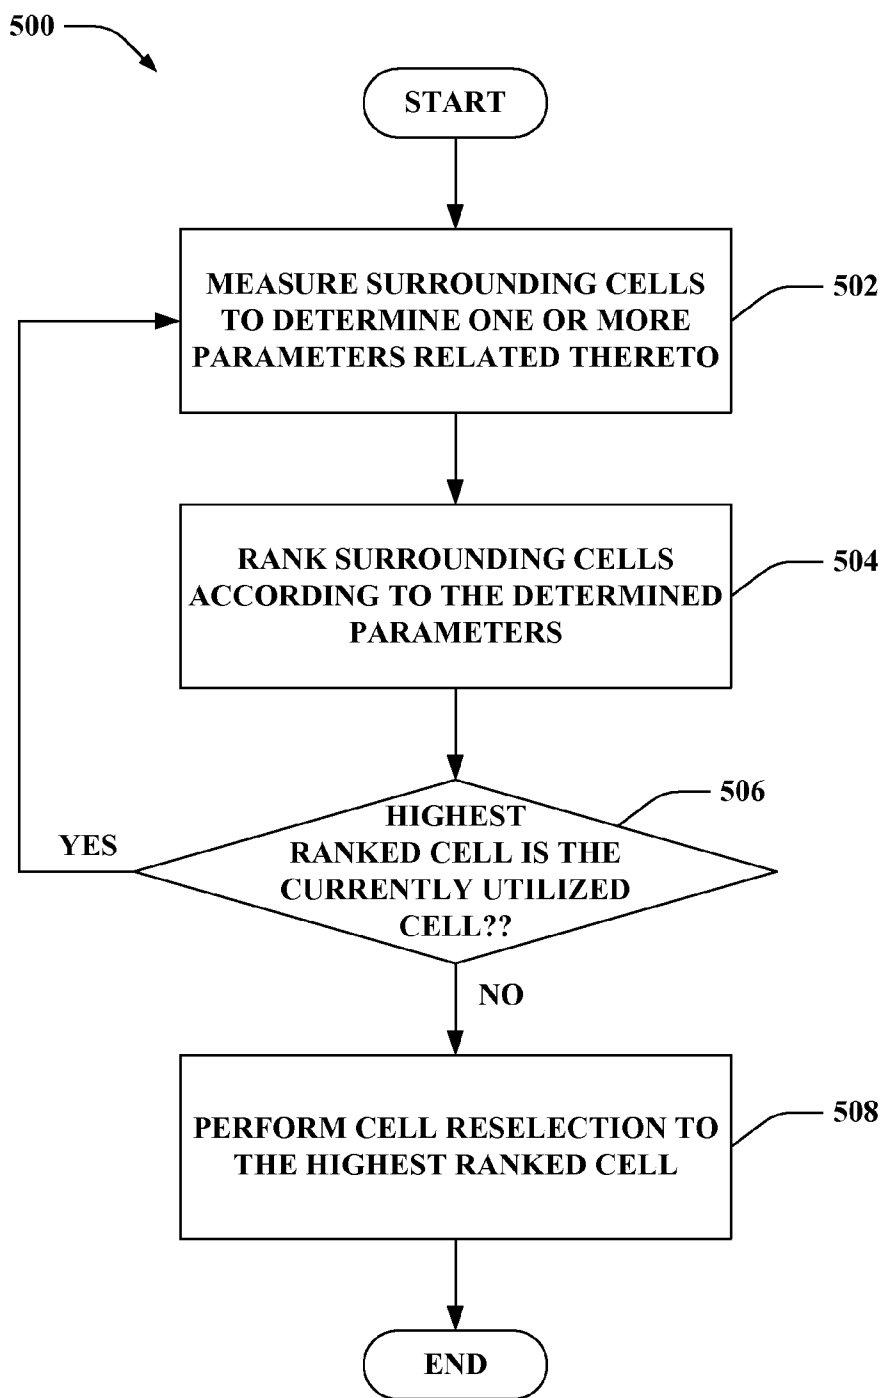 500
START
MEASURE SURROUNDING CELLS
TO DETERMINE ONE OR MORE
PARAMETERS RELATED THERETO
502
RANK SURROUNDING CELLS
ACCORDING TO THE DETERMINED
PARAMETERS
504
HIGHEST
RANKED CELL IS THE
CURRENTLY UTILIZED
CELL??
506
YES
NO
PERFORM CELL RESELECTION TO
THE HIGHEST RANKED CELL
508
END